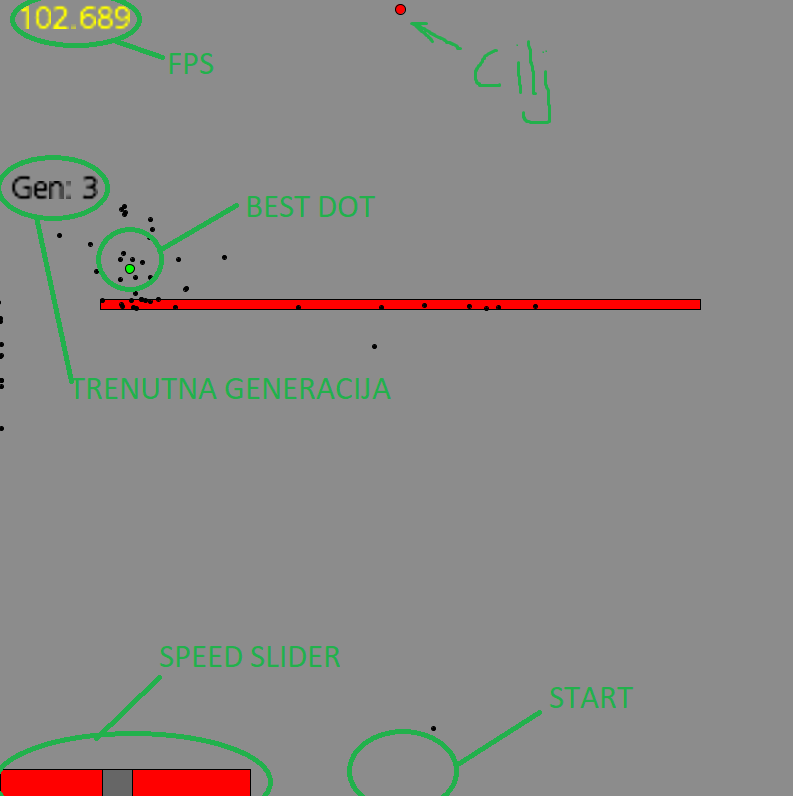 102.689
FPS
cilj
Gen: 3
BEST DOT
TRENUTNA GENERACIJA
SPEED SLIDER
START